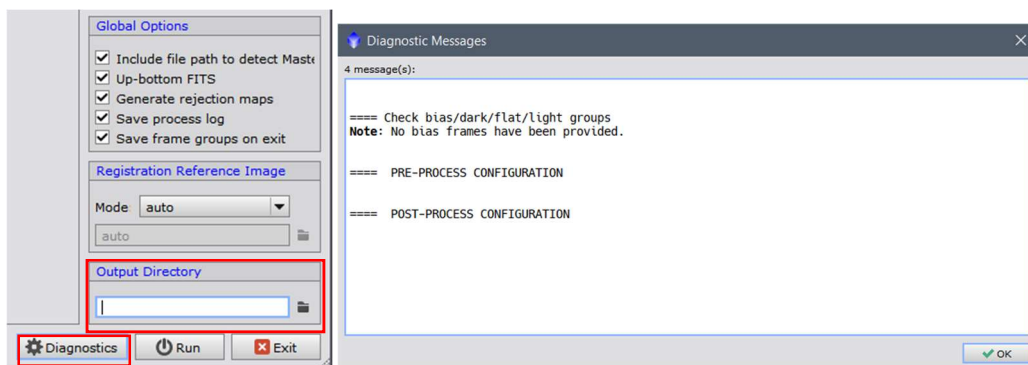 Global Options
Include file path to detect Maste
Up-bottom FITS
Generate rejection maps
Save process log
Save frame groups on exit
Registration Reference Image
Mode: auto
auto
Output Directory
Diagnostics Run Exit
Diagnostic Messages
4 message(s):
==== Check bias/dark/flat/light groups
Note: No bias frames have been provided.
==== PRE-PROCESS CONFIGURATION
==== POST-PROCESS CONFIGURATION
OK